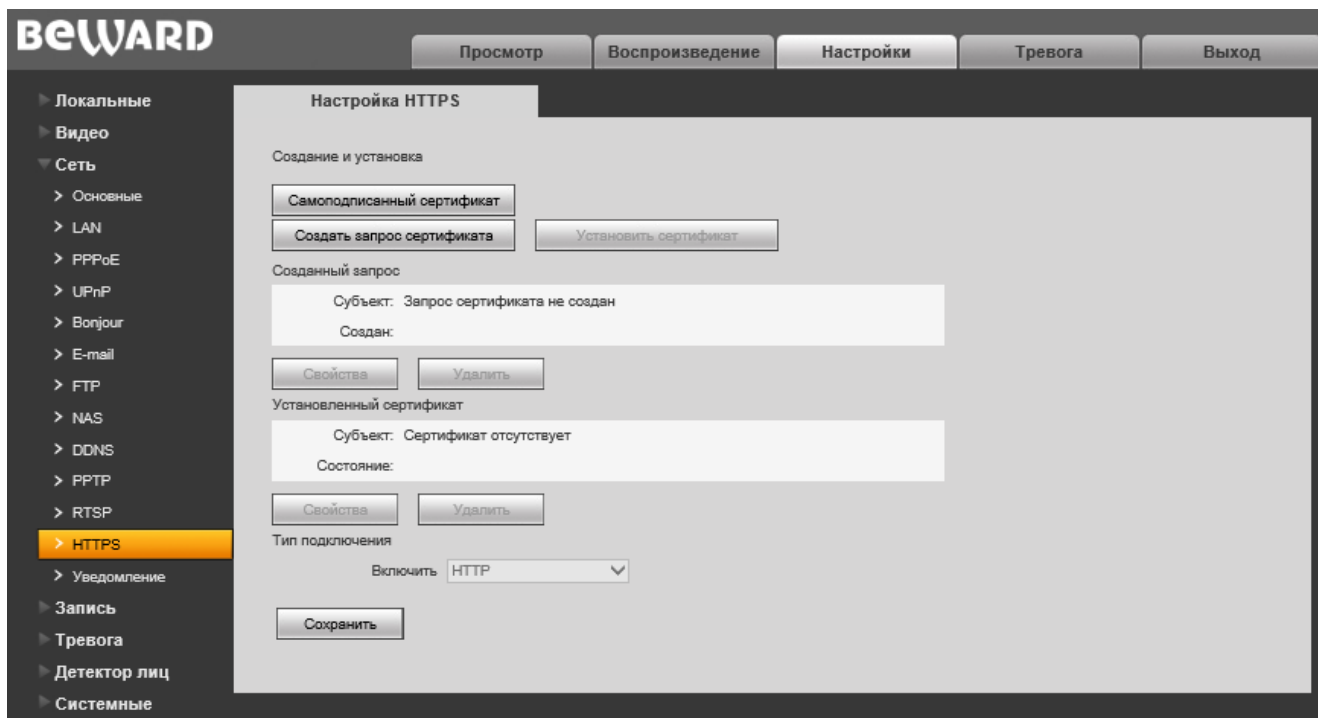 BEWARD
Просмотр Воспроизведение Настройки Тревога Выход
Локальные
Видео
Сеть
Основные
LAN
PPPoE
UPnP
Bonjour
E-mail
FTP
NAS
DDNS
PPTP
RTSP
HTTPS
Уведомление
Запись
Тревога
Детектор лиц
Системные
Настройка HTTPS
Создание и установка
Самоподписанный сертификат
Создать запрос сертификата Установить сертификат
Созданный запрос
Субъект: Запрос сертификата не создан
Создан:
Свойства Удалить
Установленный сертификат
Субъект: Сертификат отсутствует
Состояние:
Свойства Удалить
Тип подключения
Включить HTTP
Сохранить